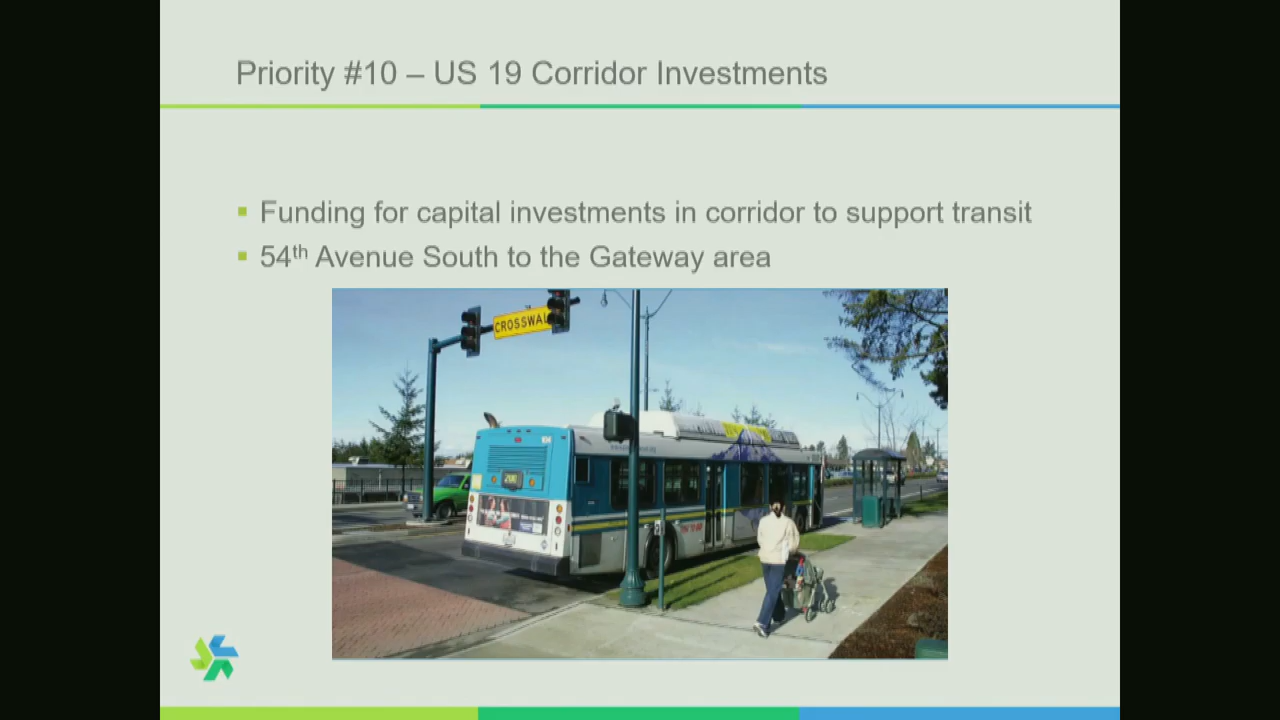 Priority #10 – US 19 Corridor Investments
Funding for capital investments in corridor to support transit
54th Avenue South to the Gateway area
CROSSWAL